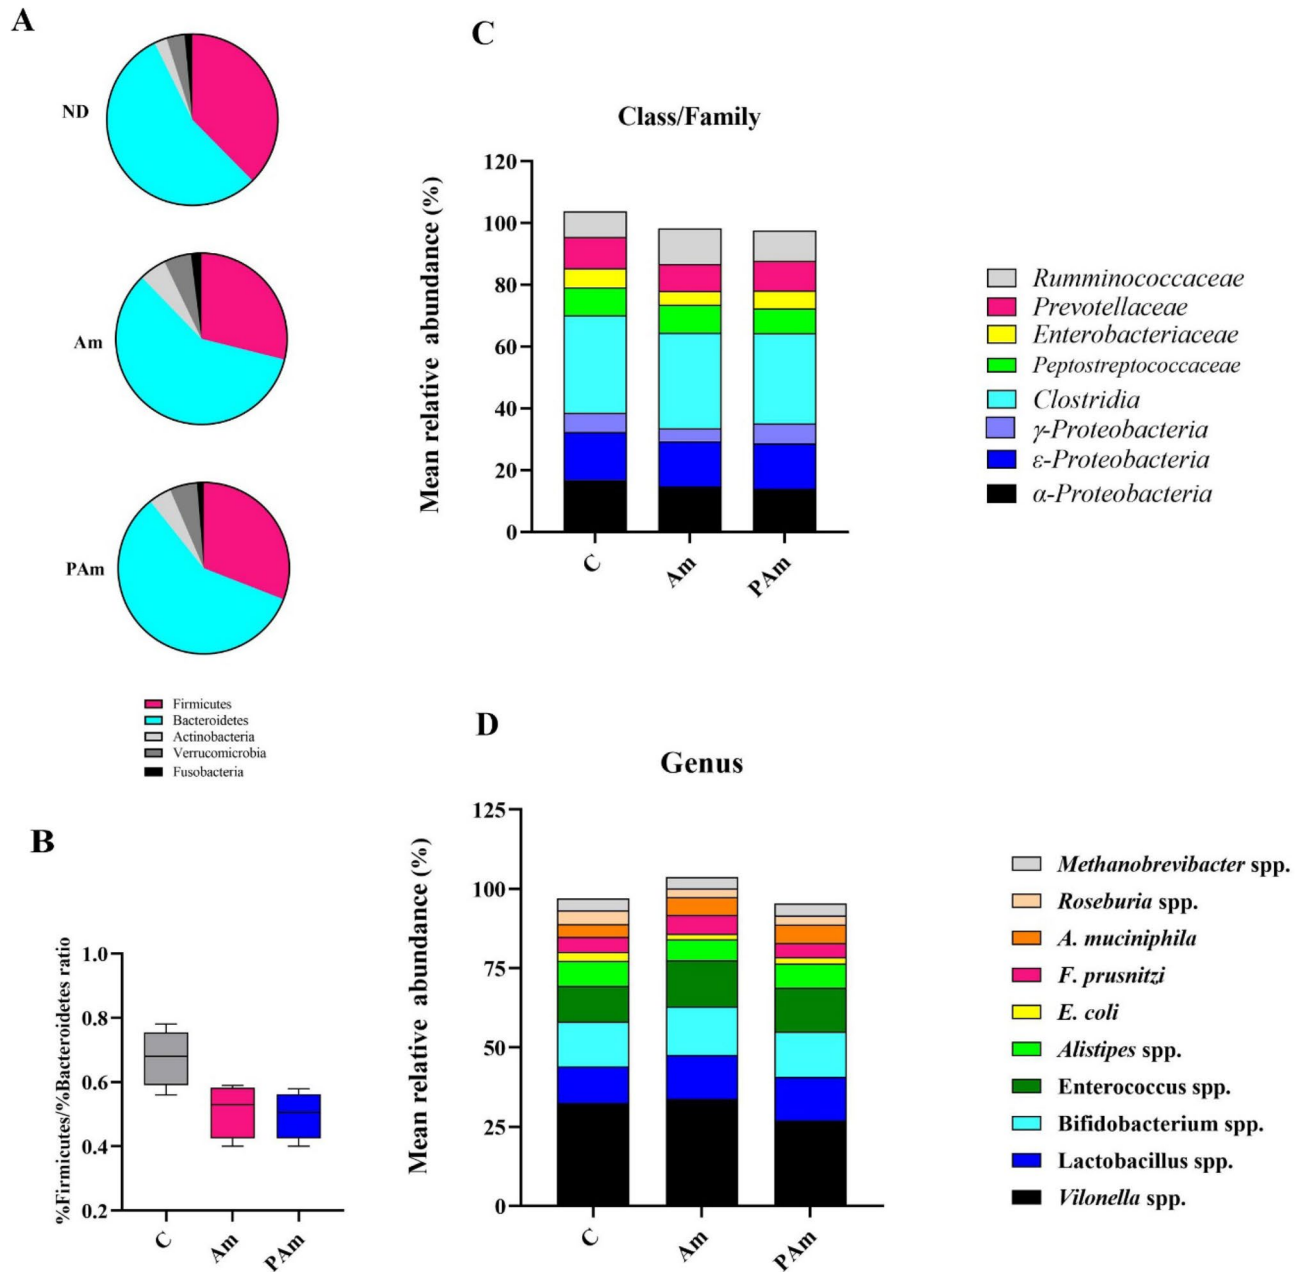 A
ND
Am
PAm
Firmicutes
Bacteroidetes
Actinobacteria
Verrucomicrobia
Fusobacteria
B
%Firmicutes/%Bacteroidetes ratio
1.0
0.8
0.6
0.4
0.2
C
Am
PAm
C
Class/Family
Mean relative abundance (%)
120
100
80
60
40
20
0
C
Am
PAm
Rumminococcaceae
Prevotellaceae
Enterobacteriaceae
Peptostreptococcaceae
Clostridia
γ-Proteobacteria
ε-Proteobacteria
α-Proteobacteria
D
Genus
Mean relative abundance (%)
125
100
75
50
25
0
C
Am
PAm
Methanobrevibacter spp.
Roseburia spp.
A. muciniphila
F. prusnitzi
E. coli
Alistipes spp.
Enterococcus spp.
Bifidobacterium spp.
Lactobacillus spp.
Vilonella spp.